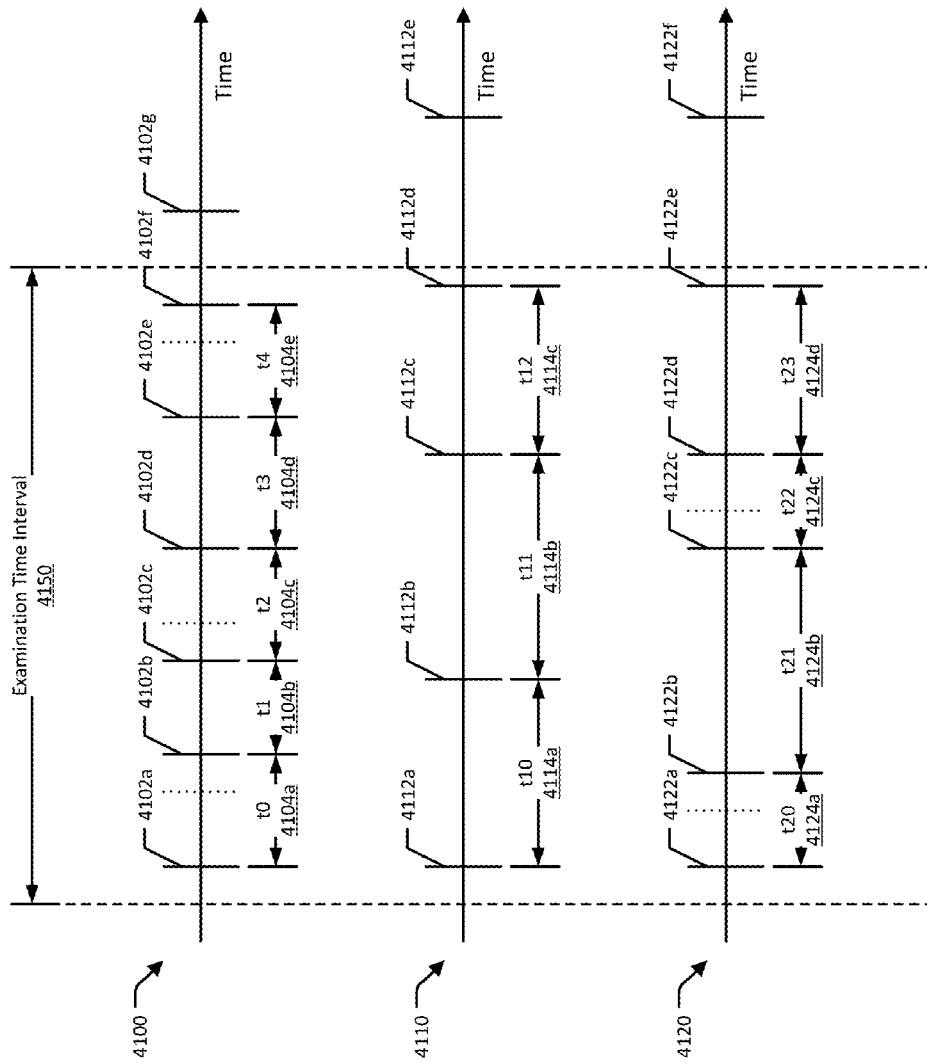 Examination Time Interval
4150
4100
4102a
4102b
4102c
4102d
4102e
4102f
4102g
t0
4104a
t1
4104b
t2
4104c
t3
4104d
t4
4104e
Time
4110
4112a
4112b
4112c
4112d
4112e
t10
4114a
t11
4114b
t12
4114c
Time
4120
4122a
4122b
4122c
4122d
4122e
4122f
t20
4124a
t21
4124b
t22
4124c
t23
4124d
Time